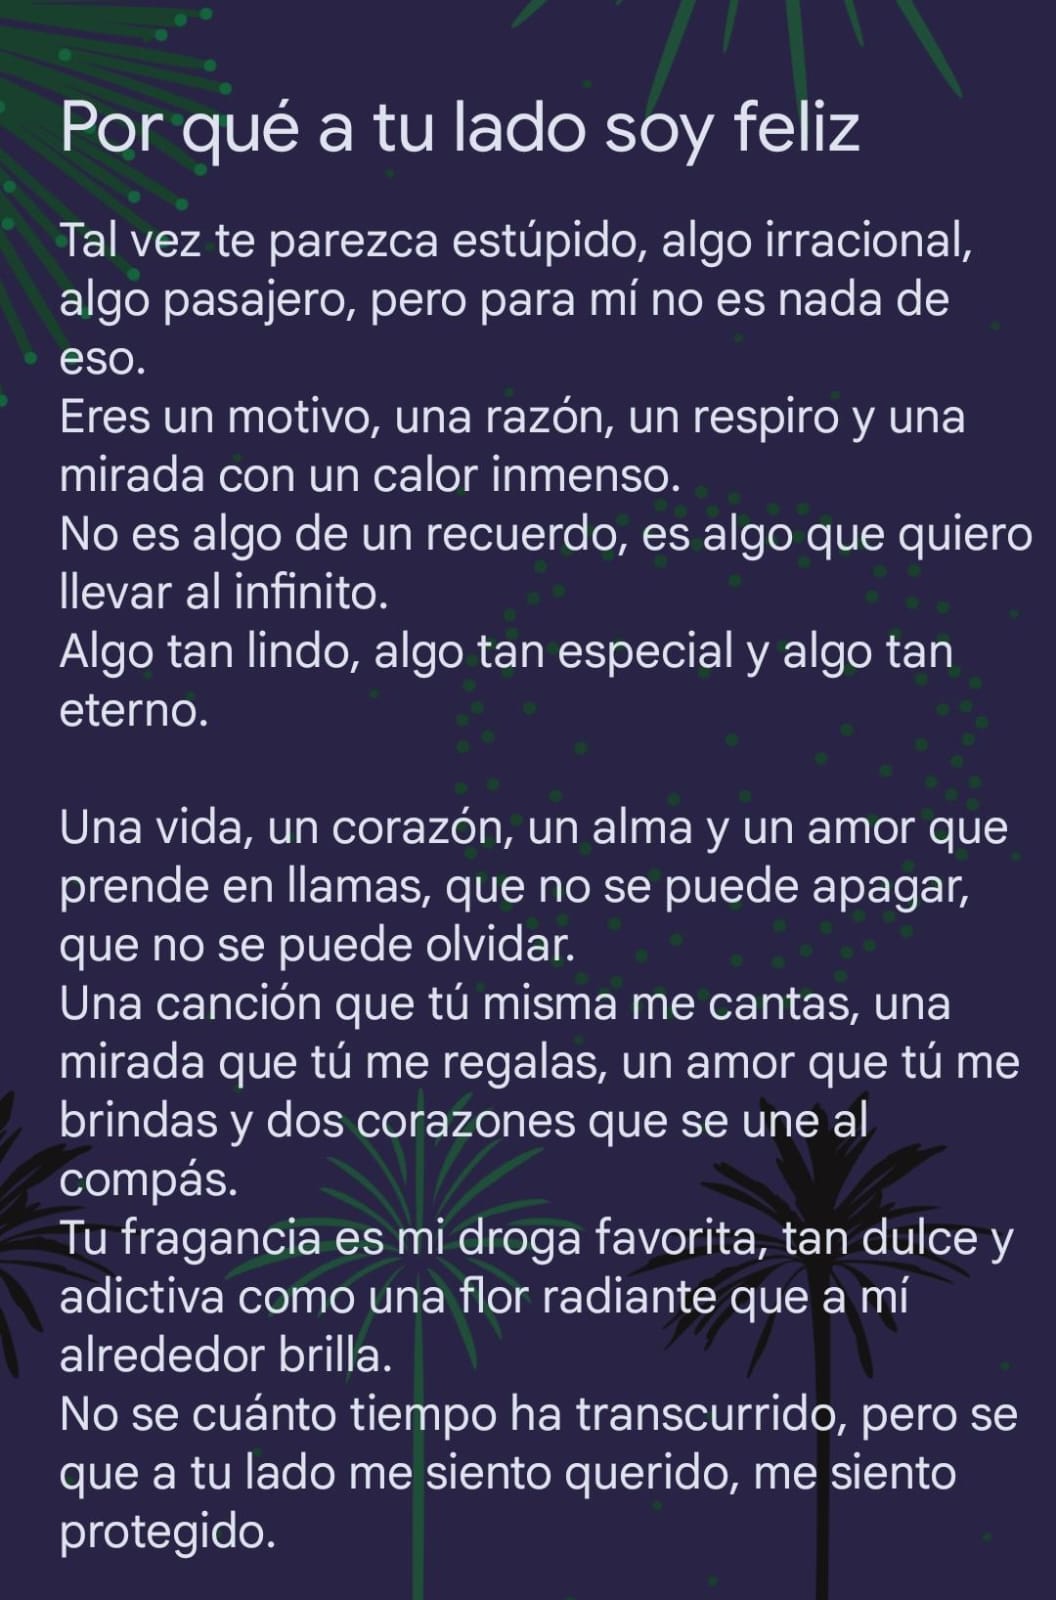 Por qué a tu lado soy feliz
Tal vez te parezca estúpido, algo irracional,
algo pasajero, pero para mí no es nada de
eso.
Eres un motivo, una razón, un respiro y una
mirada con un calor inmenso.
No es algo de un recuerdo, es algo que quiero
llevar al infinito.
Algo tan lindo, algo tan especial y algo tan
eterno.
Una vida, un corazón, un alma y un amor que
prende en llamas, que no se puede apagar,
que no se puede olvidar.
Una canción que tú misma me cantas, una
mirada que tú me regalas, un amor que tú me
brindas y dos corazones que se une al
compás.
Tu fragancia es mi droga favorita, tan dulce y
adictiva como una flor radiante que a mí
alrededor brilla.
No se cuánto tiempo ha transcurrido, pero se
que a tu lado me siento querido, me siento
protegido.